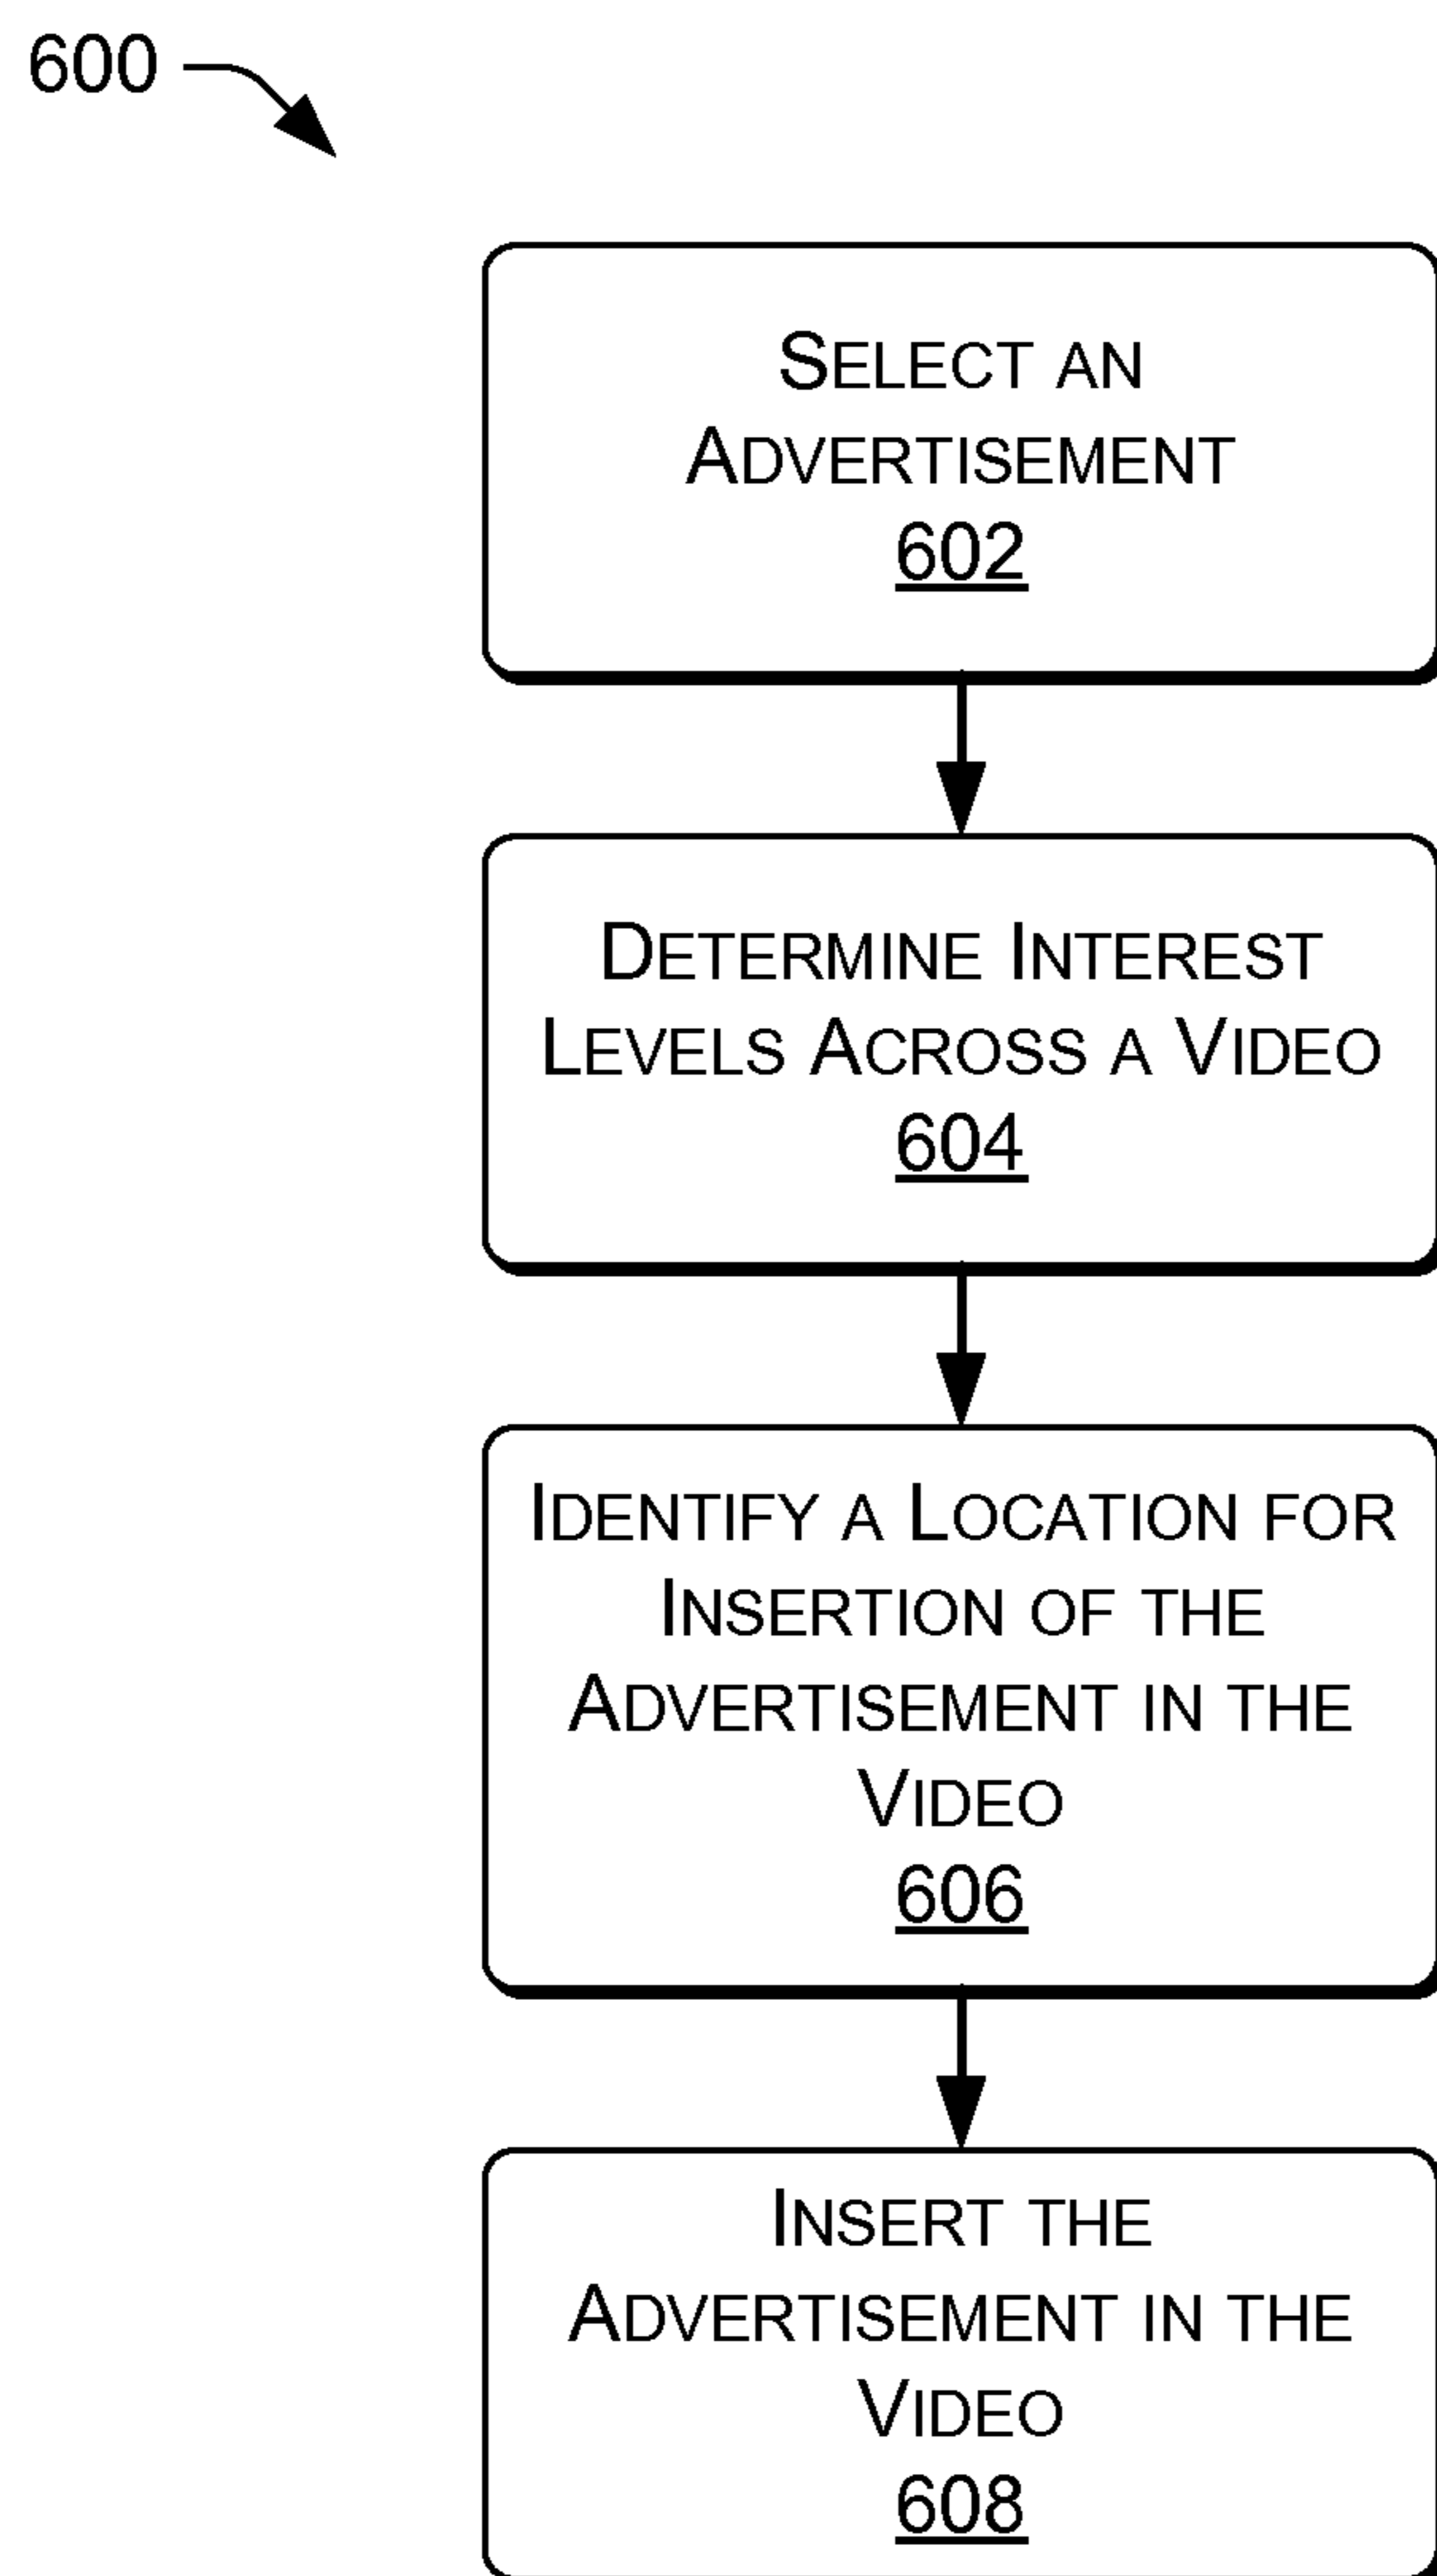 600
SELECT AN
ADVERTISEMENT
602
DETERMINE INTEREST
LEVELS ACROSS A VIDEO
604
IDENTIFY A LOCATION FOR
INSERTION OF THE
ADVERTISEMENT IN THE
VIDEO
606
INSERT THE
ADVERTISEMENT IN THE
VIDEO
608